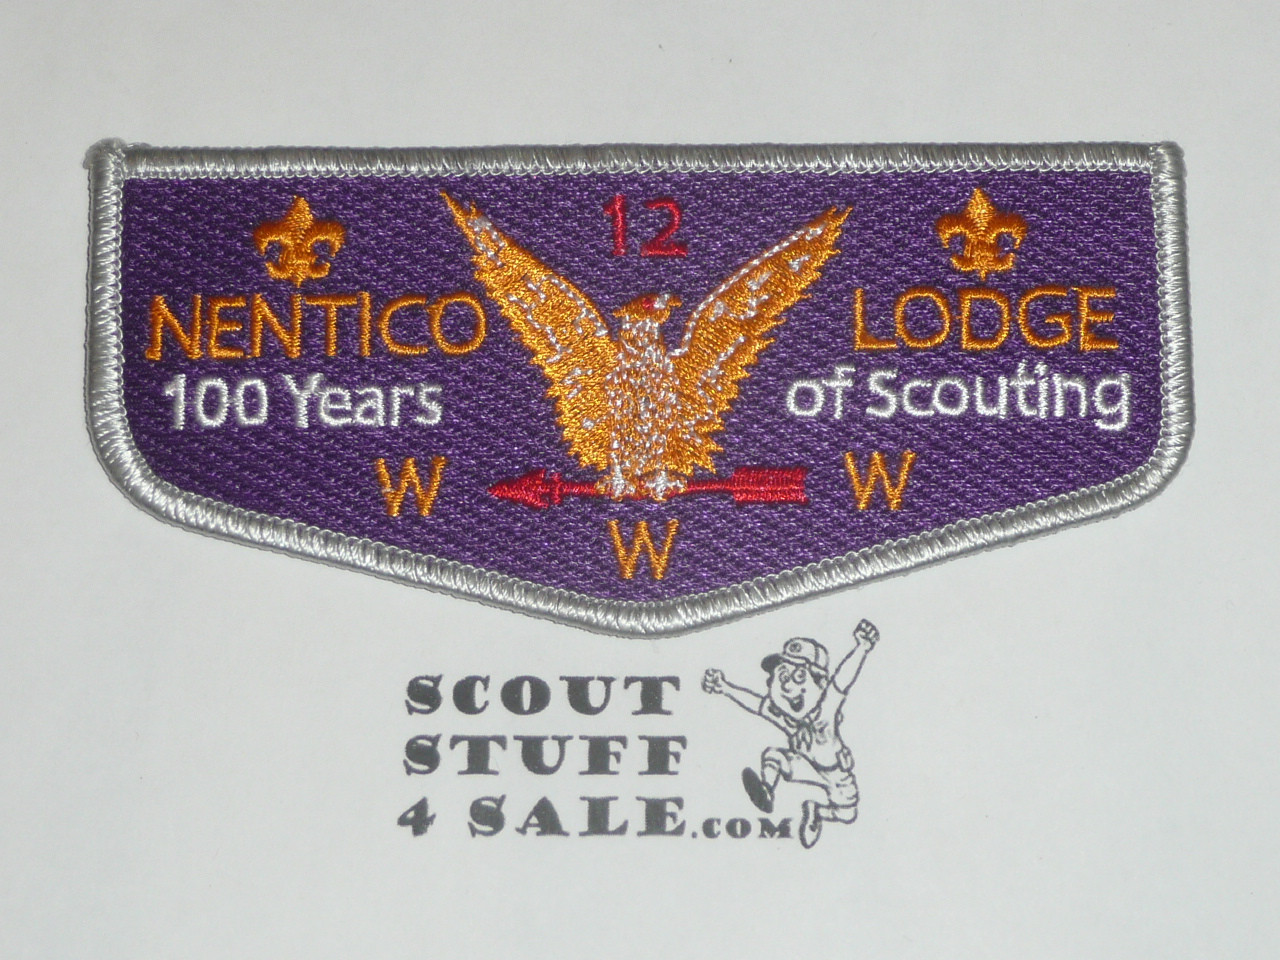 12
NENTICO LODGE
100 Years of Scouting
W W
W
SCOUT
STUFF
4 SALE.COM